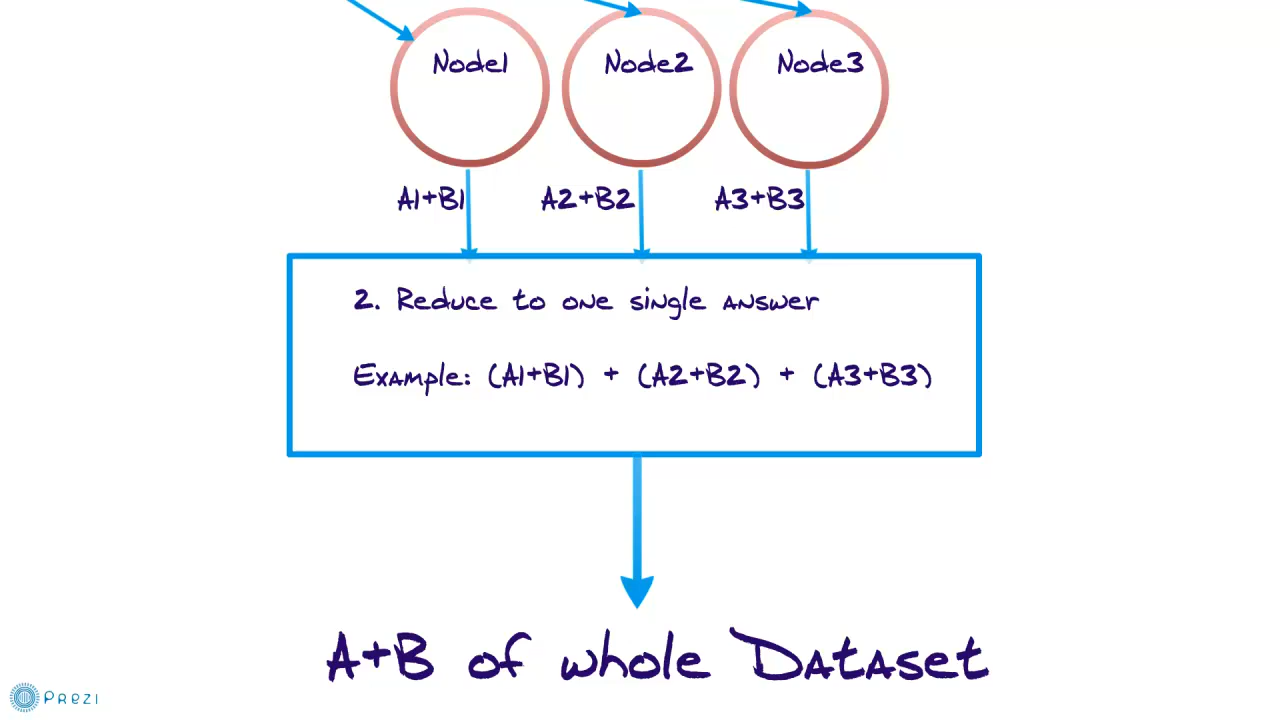 Node1 Node2 Node3
A1+B1 A2+B2 A3+B3
2. Reduce to one single answer
Example: (A1+B1) + (A2+B2) + (A3+B3)
A+B of whole Dataset
Prezi